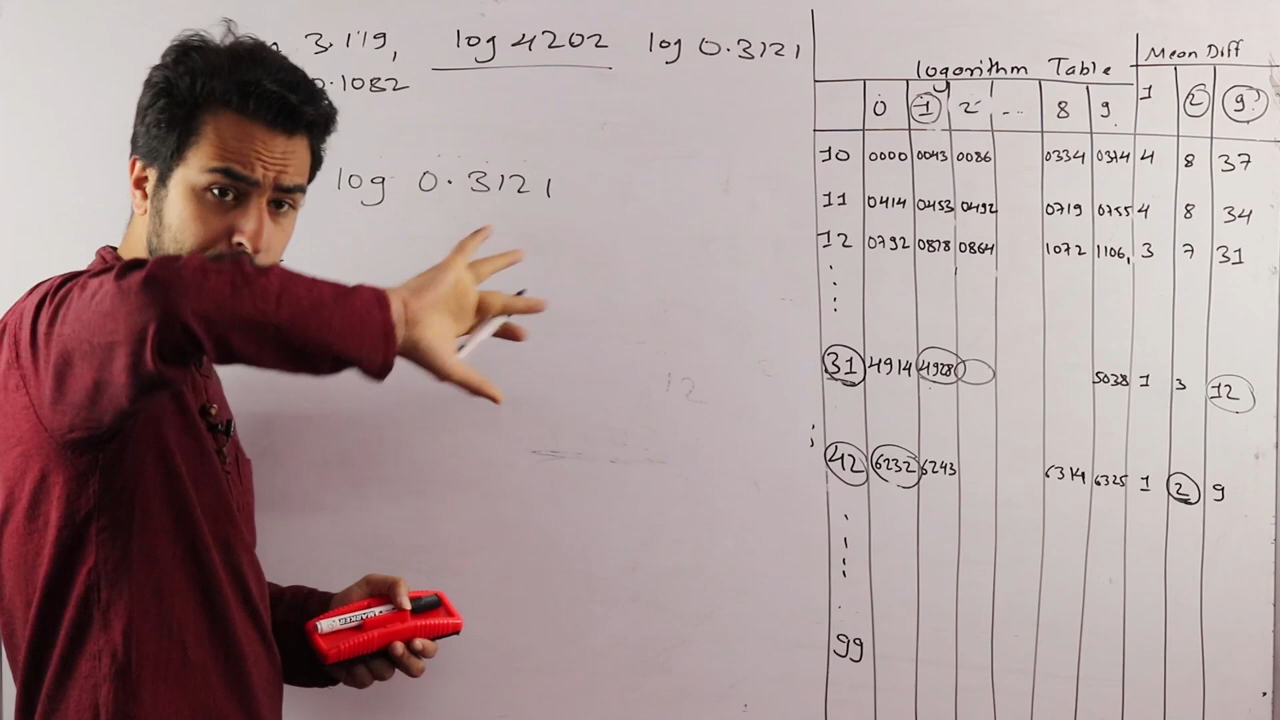 3.119, log 4202 log 0.3121
0.1082
log 0.3121
12
logorithm Table Mean Diff
0 1 2 ... 8 9 1 2 9
10 0000 0043 0086 0334 0374 4 8 37
11 0414 0453 0492 0719 0755 4 8 34
12 0792 0878 0864 1072 1106 3 7 31
31 4914 4928 5038 1 3 12
42 6232 6243 6314 6325 1 2 9
99
MARKER